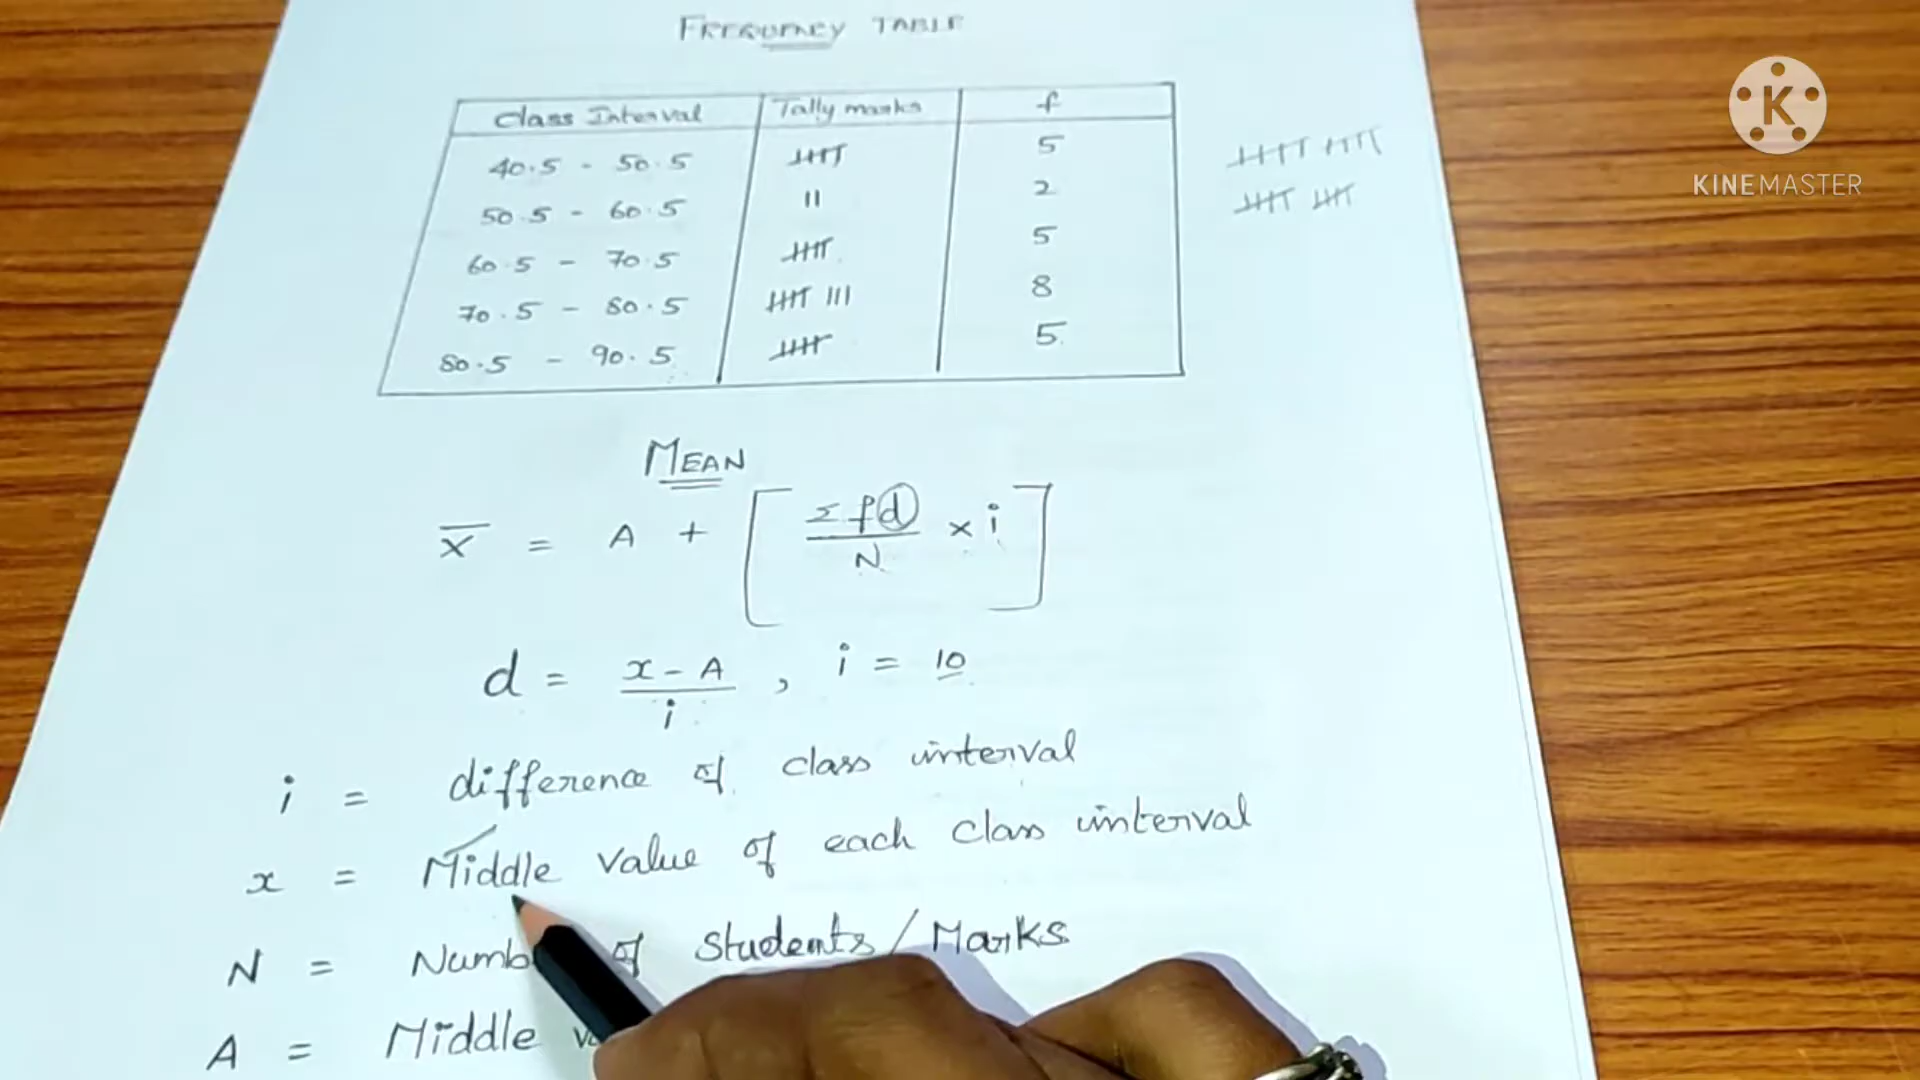 FREQUENCY TABLE
Class Interval Tally marks f
40.5 - 50.5 5
50.5 - 60.5 || 2
60.5 - 70.5 5
70.5 - 80.5 8
80.5 - 90.5 5
K
KINEMASTER
MEAN
x̄ = A + [ Σfd / N × i ]
d = x - A / i , i = 10
i = difference of class interval
x = Middle value of each class interval
N = of Students / Marks
A = Middle